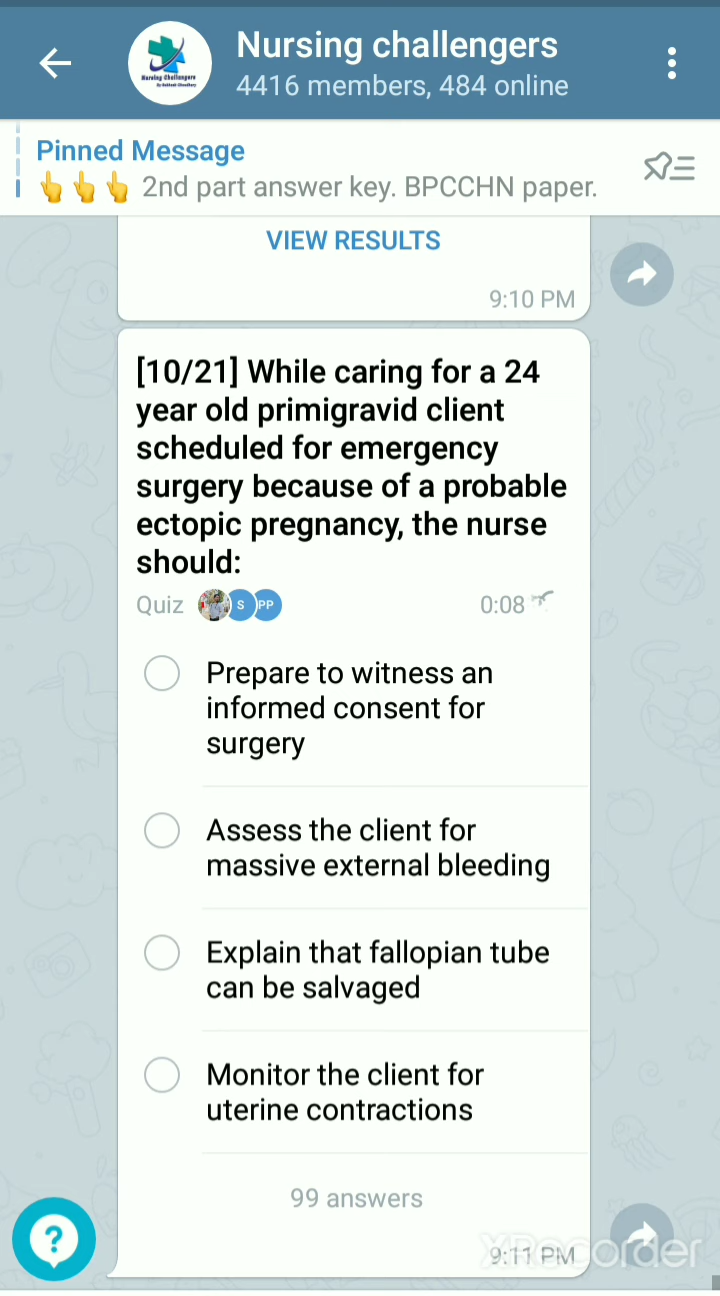 Nursing challengers
4416 members, 484 online
Pinned Message
👆👆👆 2nd part answer key. BPCCHN paper.
VIEW RESULTS
9:10 PM
[10/21] While caring for a 24
year old primigravid client
scheduled for emergency
surgery because of a probable
ectopic pregnancy, the nurse
should:
Quiz S PP 0:08
Prepare to witness an
informed consent for
surgery
Assess the client for
massive external bleeding
Explain that fallopian tube
can be salvaged
Monitor the client for
uterine contractions
99 answers
9:11 PM
XRecorder
?